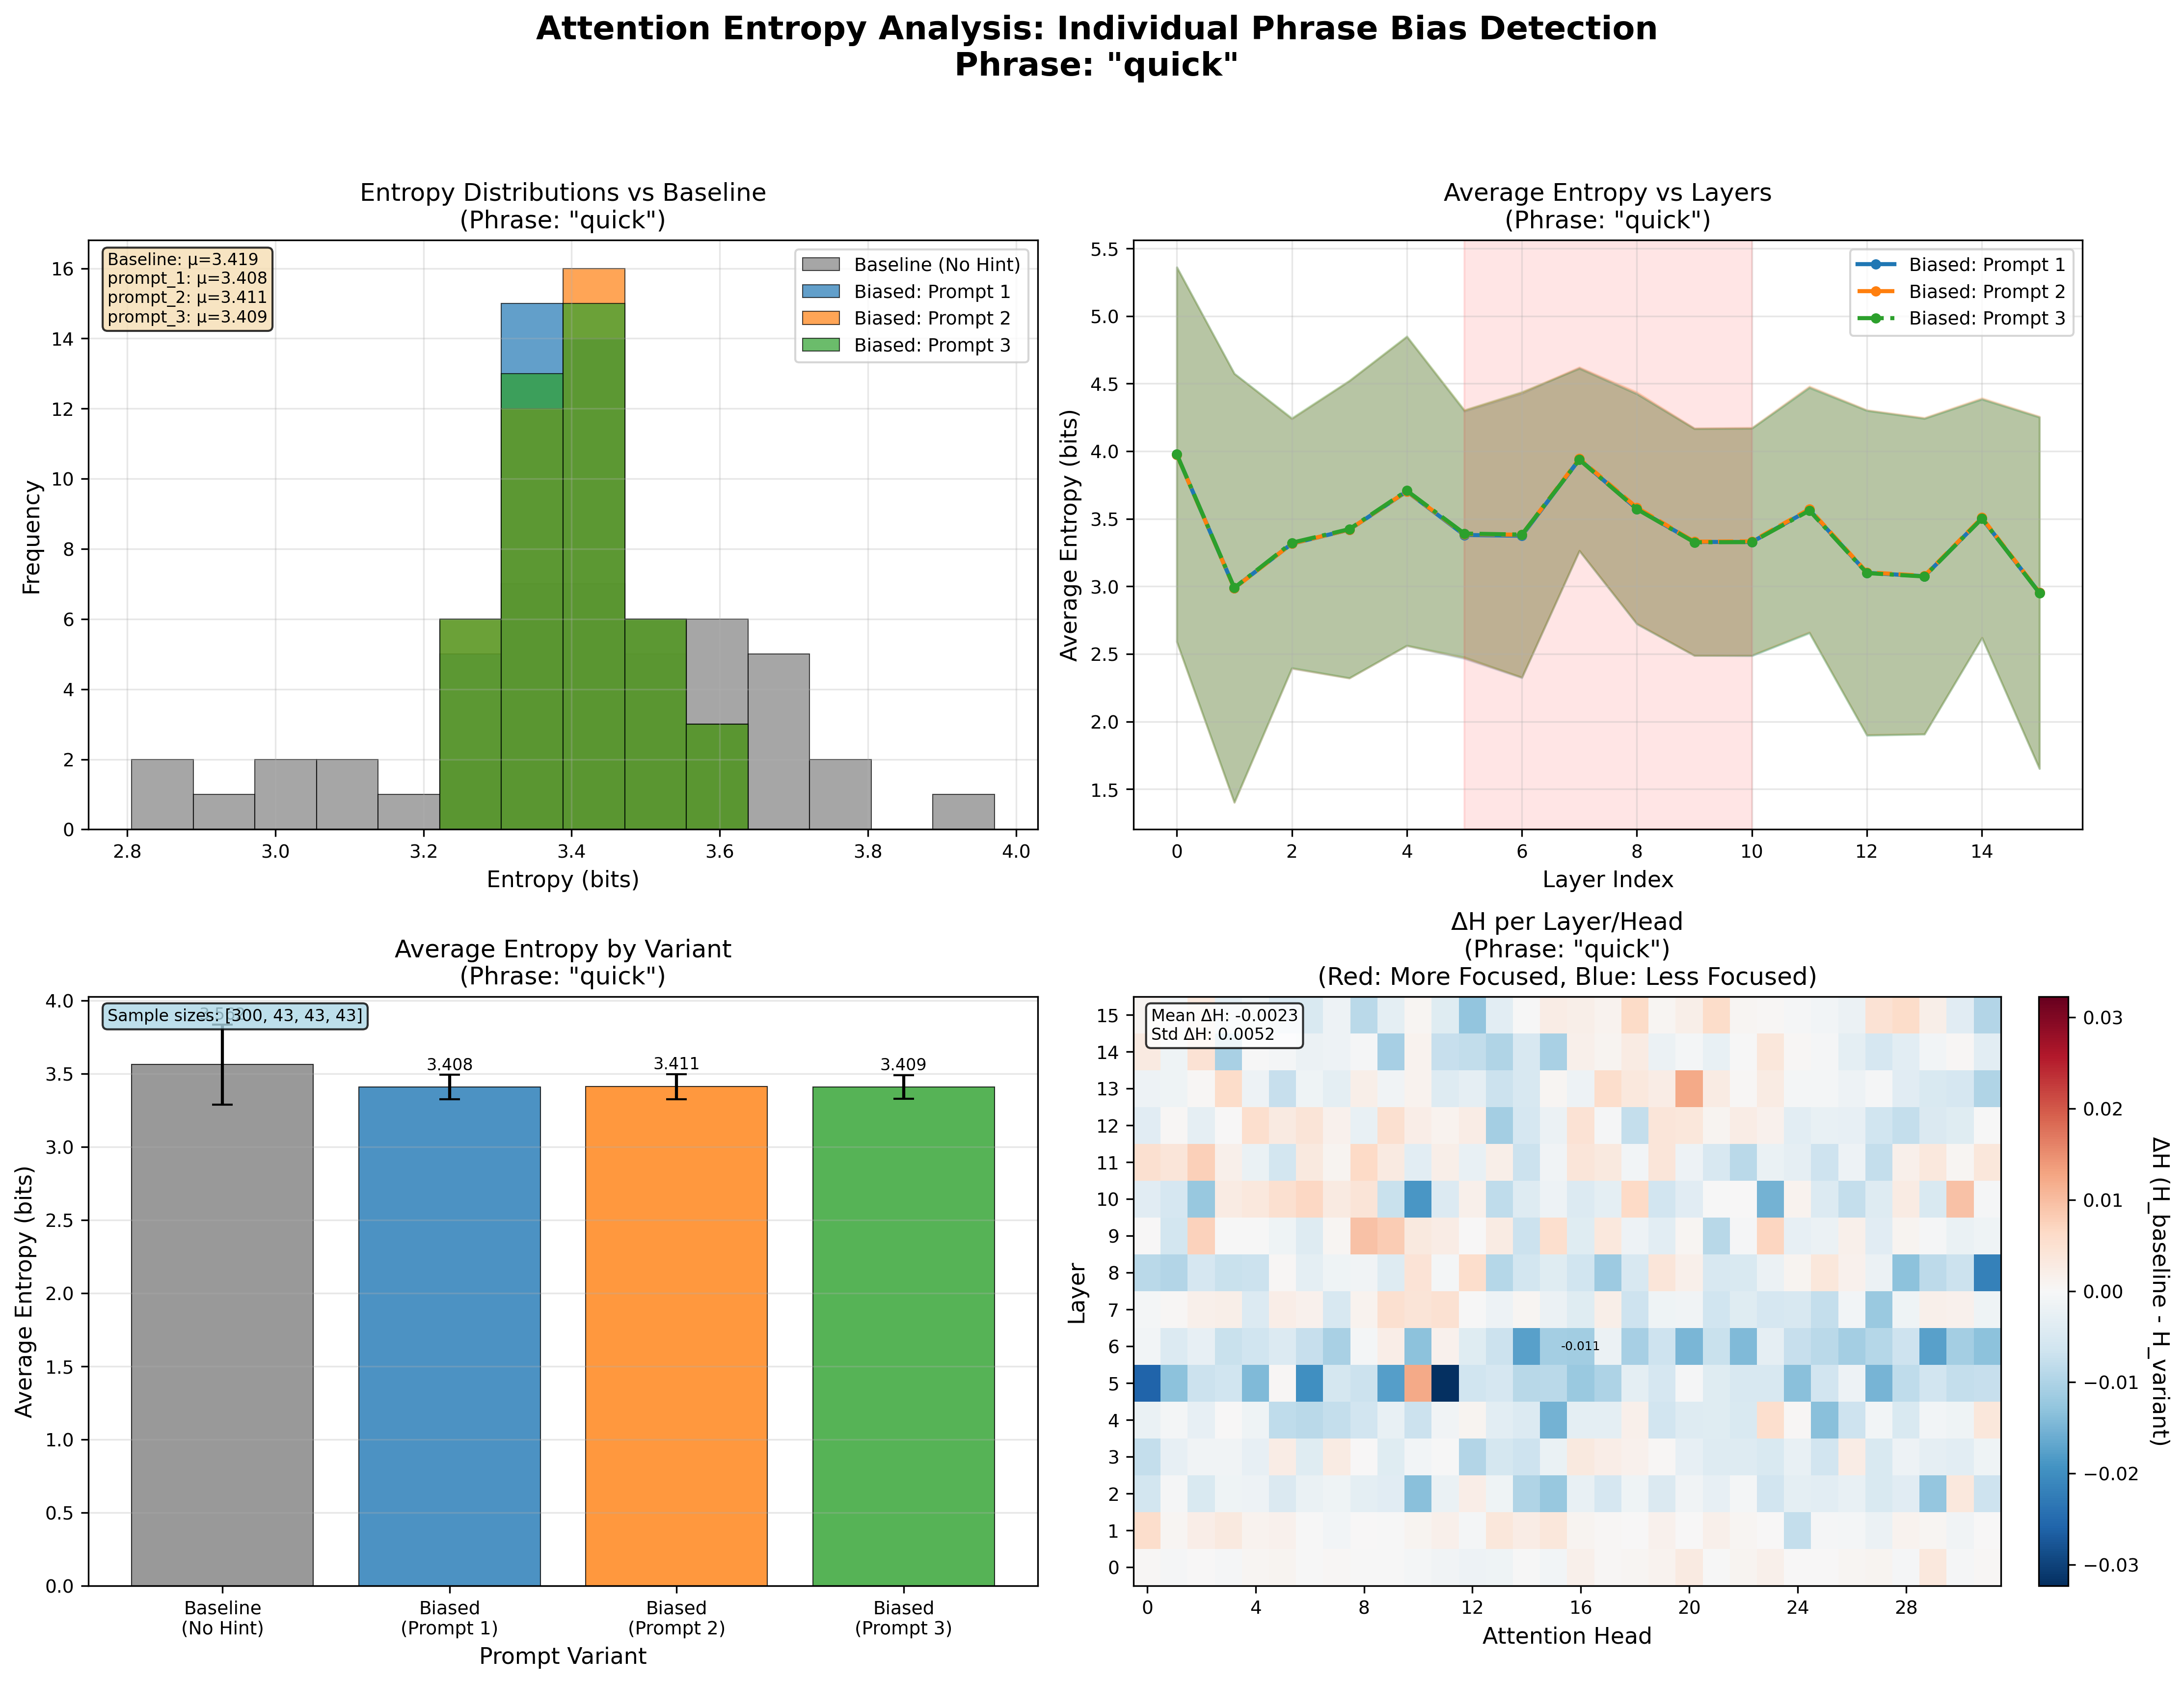 Attention Entropy Analysis: Individual Phrase Bias Detection
Phrase: "quick"
Entropy Distributions vs Baseline
(Phrase: "quick")
Baseline: μ=3.419
prompt_1: μ=3.408
prompt_2: μ=3.411
prompt_3: μ=3.409
Baseline (No Hint)
Biased: Prompt 1
Biased: Prompt 2
Biased: Prompt 3
Frequency
16
14
12
10
8
6
4
2
0
2.8
3.0
3.2
3.4
3.6
3.8
4.0
Entropy (bits)
Average Entropy vs Layers
(Phrase: "quick")
Biased: Prompt 1
Biased: Prompt 2
Biased: Prompt 3
Average Entropy (bits)
5.5
5.0
4.5
4.0
3.5
3.0
2.5
2.0
1.5
0
2
4
6
8
10
12
14
Layer Index
Average Entropy by Variant
(Phrase: "quick")
Sample sizes: [300, 43, 43, 43]
3.408
3.411
3.409
Average Entropy (bits)
4.0
3.5
3.0
2.5
2.0
1.5
1.0
0.5
0.0
Baseline
(No Hint)
Biased
(Prompt 1)
Biased
(Prompt 2)
Biased
(Prompt 3)
Prompt Variant
ΔH per Layer/Head
(Phrase: "quick")
(Red: More Focused, Blue: Less Focused)
Mean ΔH: -0.0023
Std ΔH: 0.0052
-0.011
Layer
15
14
13
12
11
10
9
8
7
6
5
4
3
2
1
0
0
4
8
12
16
20
24
28
Attention Head
0.03
0.02
0.01
0.00
−0.01
−0.02
−0.03
ΔH (H_baseline - H_variant)